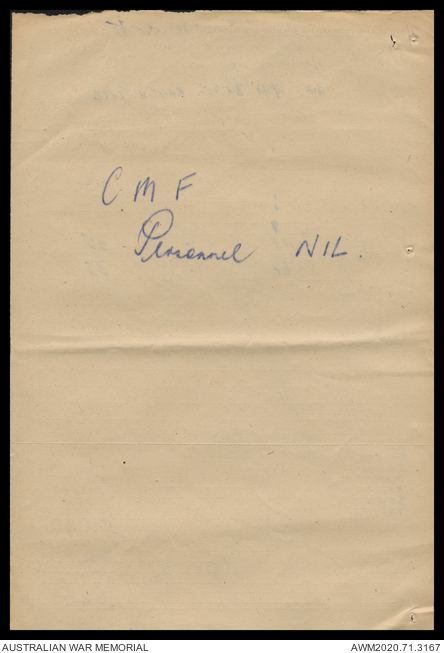 C M F
Personnel NIL.
AUSTRALIAN WAR MEMORIAL
AWM2020.71.3167